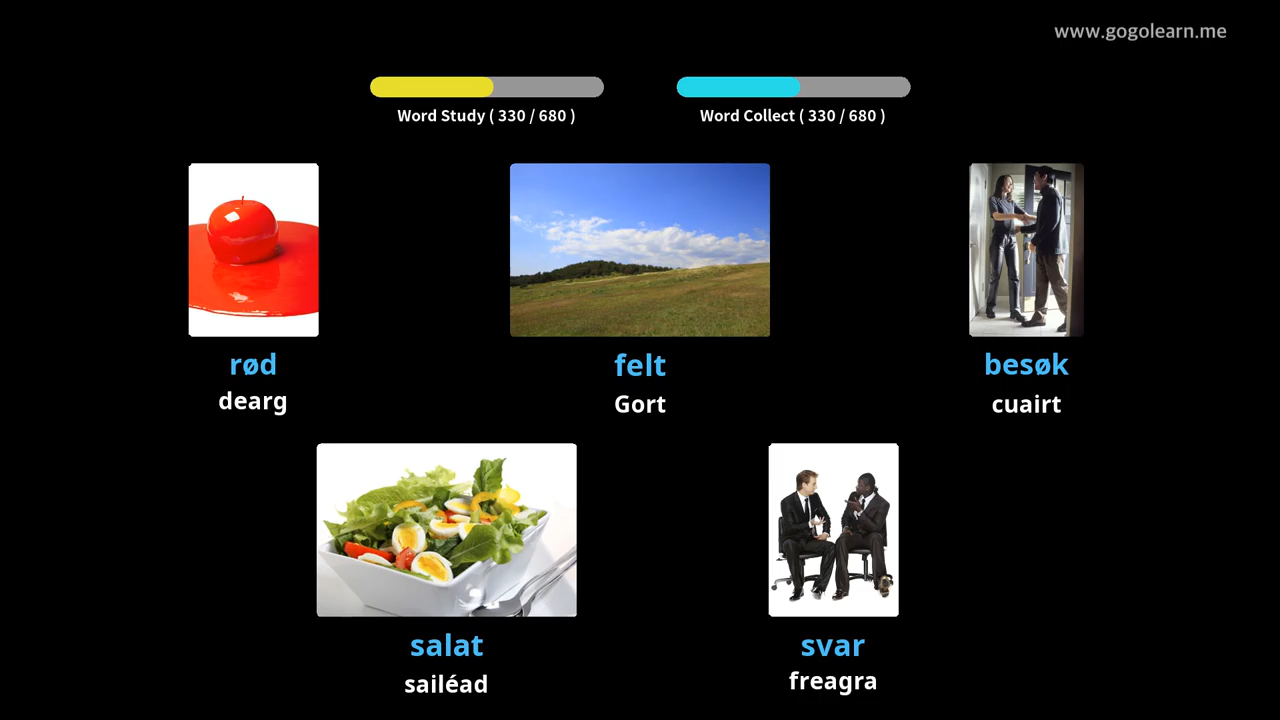 www.gogolearn.me
Word Study ( 330 / 680 )
Word Collect ( 330 / 680 )
rød
dearg
felt
Gort
besøk
cuairt
salat
sailéad
svar
freagra